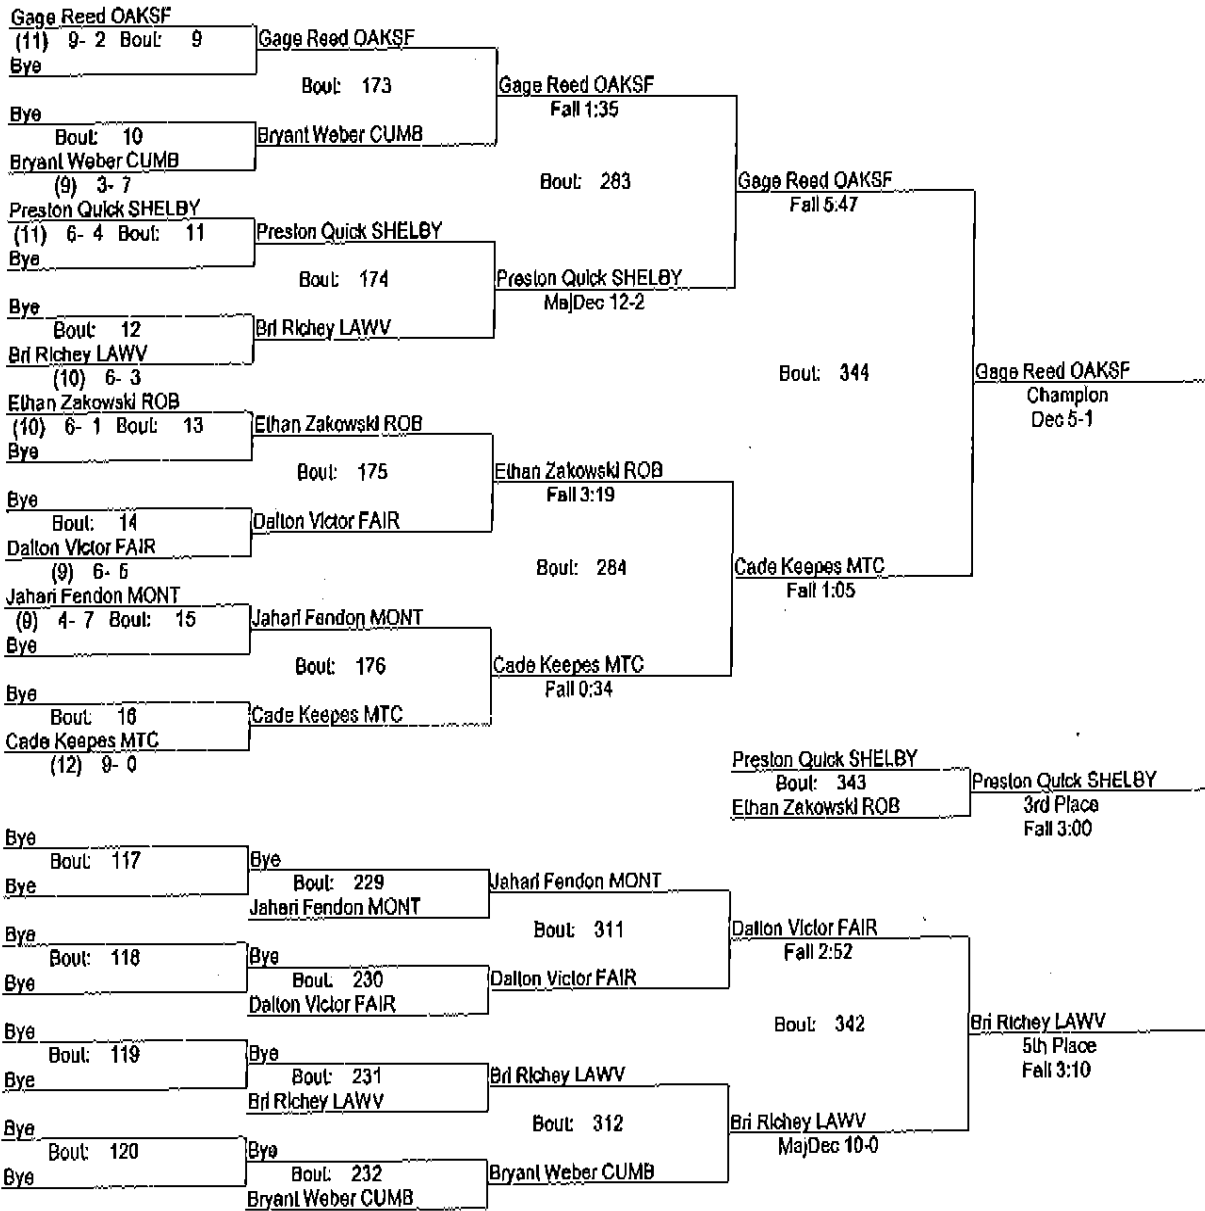 Gage Reed OAKSF
(11) 9- 2 Bout: 9
Bye
Gage Reed OAKSF
Bout: 173
Bye
Bout: 10
Bryant Weber CUMB
(9) 3- 7
Bryant Weber CUMB
Gage Reed OAKSF
Fall 1:35
Bout: 283
Preston Quick SHELBY
(11) 6- 4 Bout: 11
Bye
Preston Quick SHELBY
Bout: 174
Bye
Bout: 12
Bri Richey LAWV
(10) 6- 3
Bri Richey LAWV
Preston Quick SHELBY
MajDec 12-2
Gage Reed OAKSF
Fall 5:47
Bout: 344
Gage Reed OAKSF
Champion
Dec 5-1
Ethan Zakowski ROB
(10) 6- 1 Bout: 13
Bye
Ethan Zakowski ROB
Bout: 175
Bye
Bout: 14
Dalton Victor FAIR
(9) 6- 5
Dalton Victor FAIR
Ethan Zakowski ROB
Fall 3:19
Bout: 284
Jahari Fendon MONT
(9) 4- 7 Bout: 15
Bye
Jahari Fendon MONT
Bout: 176
Bye
Bout: 16
Cade Keepes MTC
(12) 9- 0
Cade Keepes MTC
Cade Keepes MTC
Fall 0:34
Cade Keepes MTC
Fall 1:05
Preston Quick SHELBY
Bout: 343
Ethan Zakowski ROB
Preston Quick SHELBY
3rd Place
Fall 3:00
Bye
Bout: 117
Bye
Bye
Bout: 229
Jahari Fendon MONT
Jahari Fendon MONT
Bout: 311
Bye
Bout: 118
Bye
Bye
Bout: 230
Dalton Victor FAIR
Dalton Victor FAIR
Dalton Victor FAIR
Fall 2:52
Bout: 342
Bri Richey LAWV
5th Place
Fall 3:10
Bye
Bout: 119
Bye
Bye
Bout: 231
Bri Richey LAWV
Bri Richey LAWV
Bout: 312
Bye
Bout: 120
Bye
Bye
Bout: 232
Bryant Weber CUMB
Bryant Weber CUMB
Bri Richey LAWV
MajDec 10-0